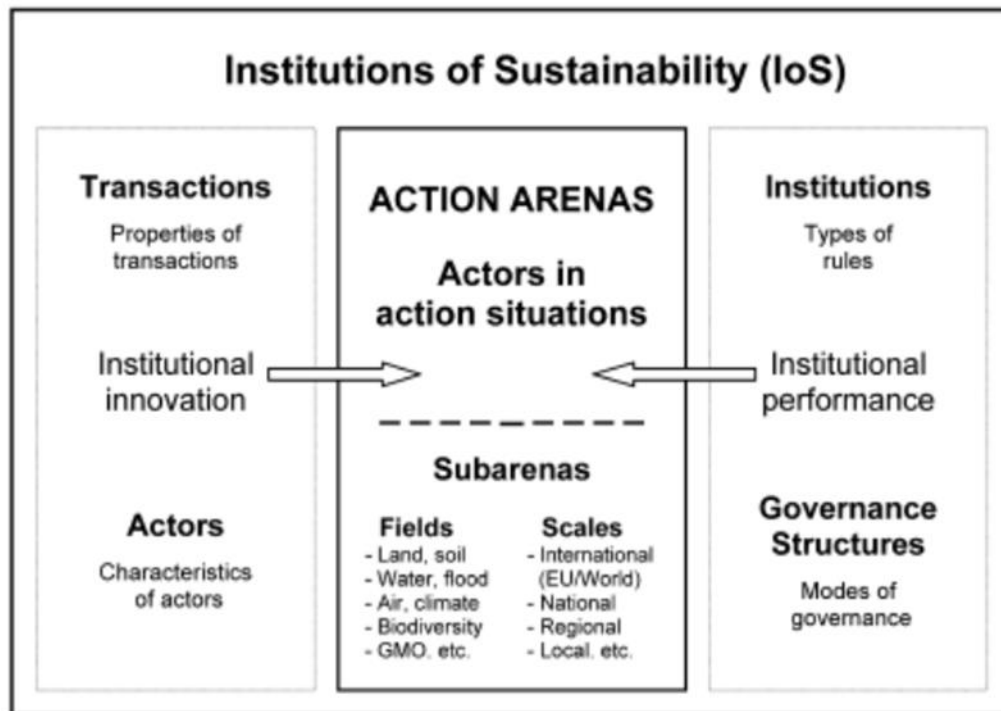 Institutions of Sustainability (IoS)
Transactions
Properties of
transactions
Institutional
innovation
Actors
Characteristics
of actors
ACTION ARENAS
Actors in
action situations
Subarenas
Fields
- Land, soil
- Water, flood
- Air, climate
- Biodiversity
- GMO. etc.
Scales
- International
(EU/World)
- National
- Regional
- Local. etc.
Institutions
Types of
rules
Institutional
performance
Governance
Structures
Modes of
governance